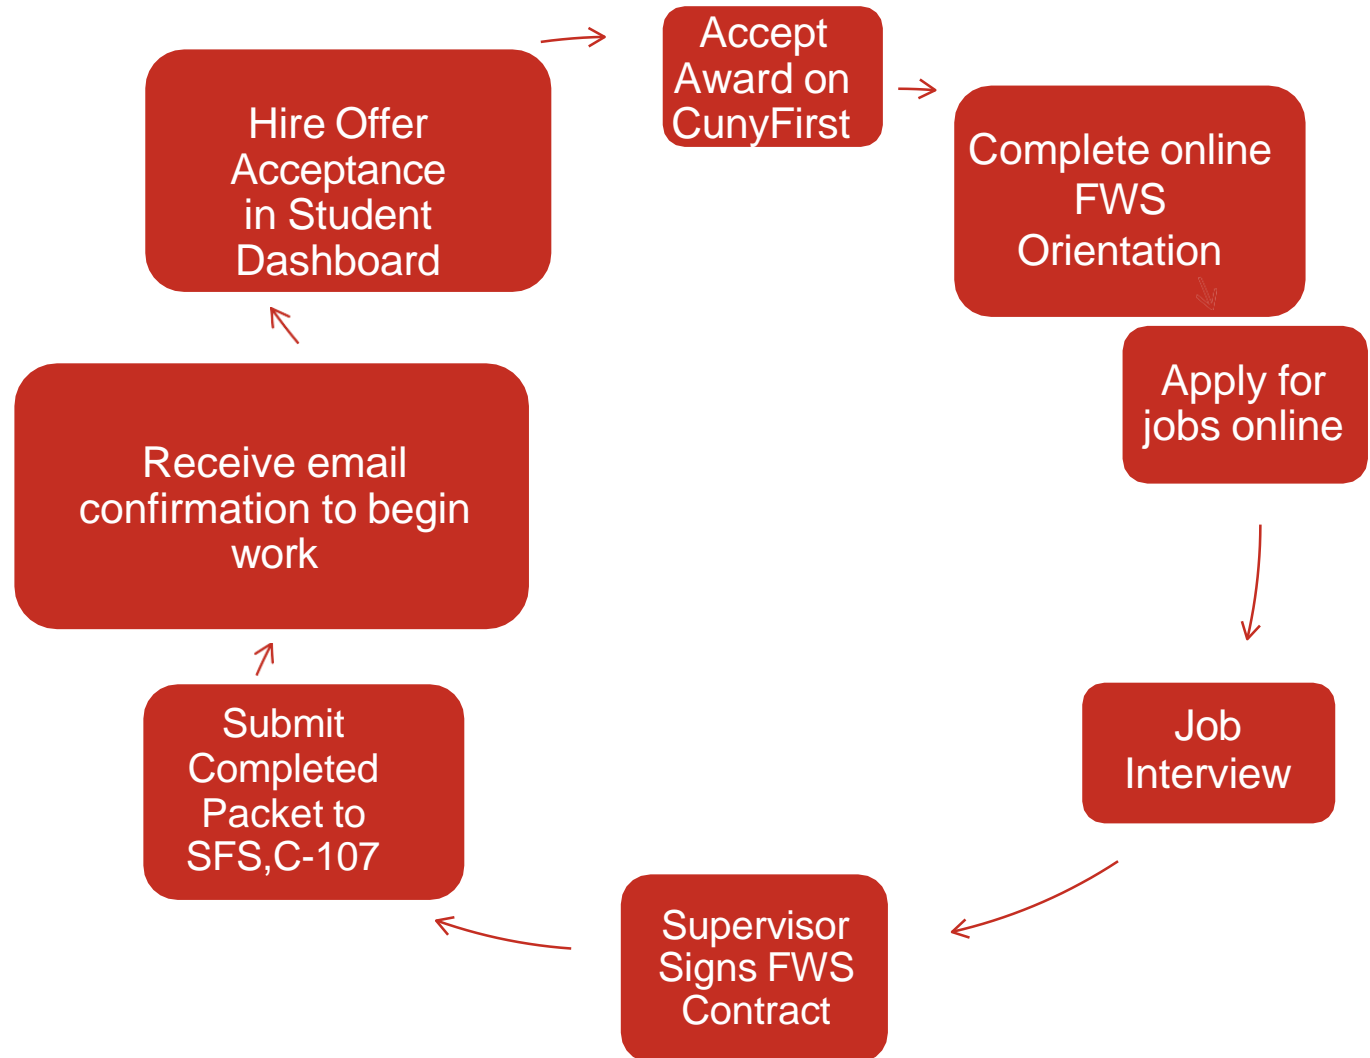 Accept
Award on
CunyFirst
Complete online
FWS
Orientation
Apply for
jobs online
Job
Interview
Supervisor
Signs FWS
Contract
Submit
Completed
Packet to
SFS,C-107
Receive email
confirmation to begin
work
Hire Offer
Acceptance
in Student
Dashboard